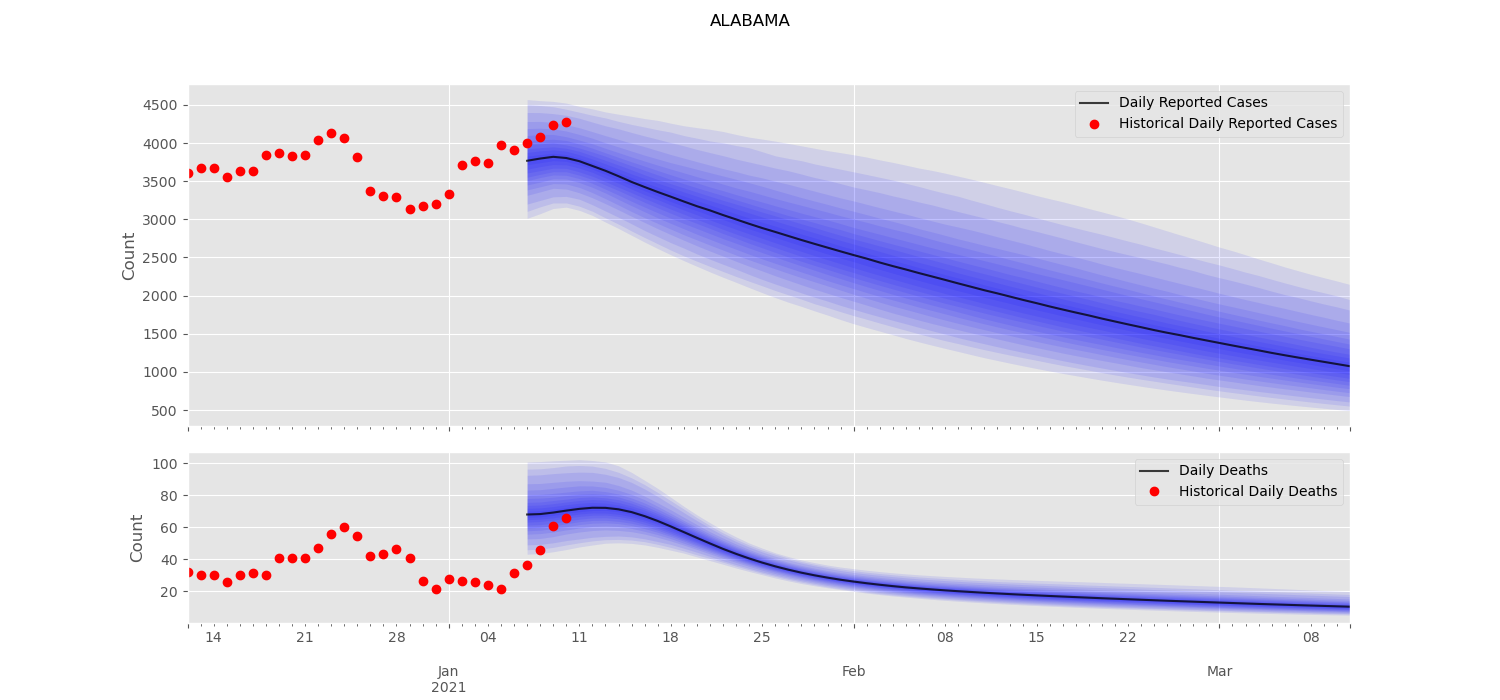 ALABAMA
Daily Reported Cases
Historical Daily Reported Cases
4500
4000
3500
3000
2500
2000
1500
1000
500
Count
Daily Deaths
Historical Daily Deaths
100
80
60
40
20
Count
14 21 28 04 11 18 25 08 15 22 08
Jan Feb Mar
2021